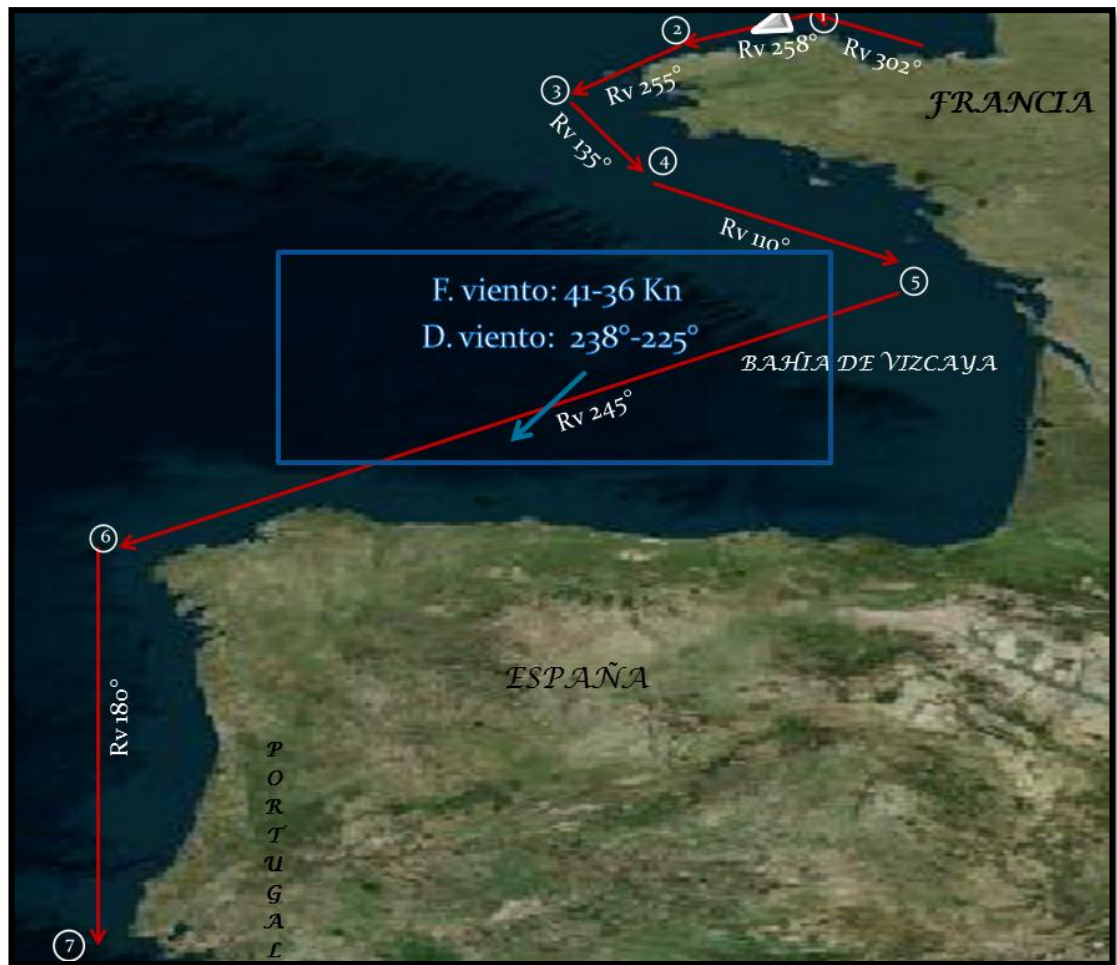 1
2
Rv 258°
Rv 302°
3
Rv 255°
FRANCIA
Rv 135°
4
Rv 110°
5
F. viento: 41-36 Kn
D. viento: 238°-225°
BAHIA DE VIZCAYA
Rv 245°
6
ESPAÑA
Rv 180°
PORTUGAL
7